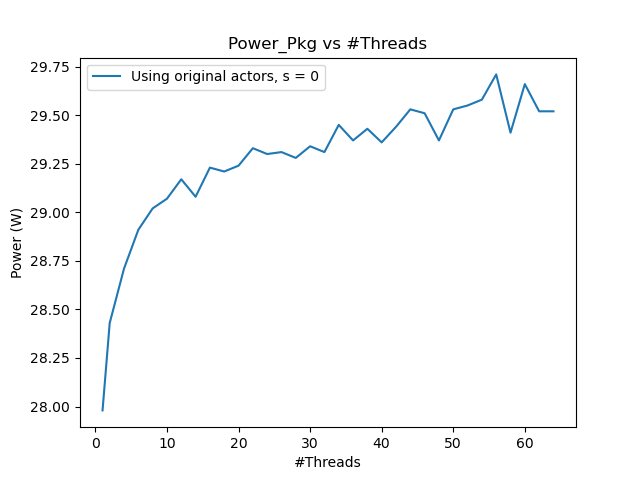 Power_Pkg vs #Threads
Using original actors, s = 0
Power (W)
29.75
29.50
29.25
29.00
28.75
28.50
28.25
28.00
0 10 20 30 40 50 60
#Threads